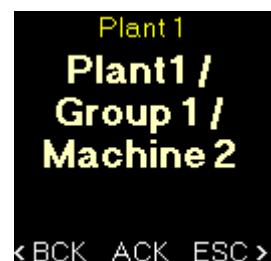 Plant 1
Plant1 /
Group 1 /
Machine 2
< BCK ACK ESC >